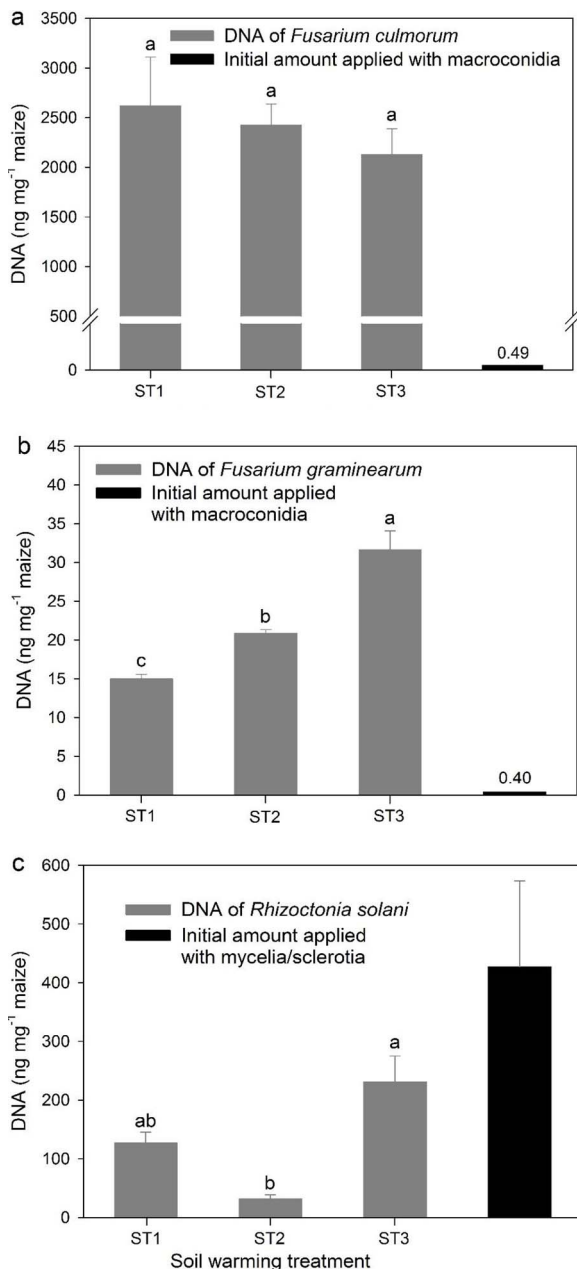 a
3500
3000
2500
2000
1500
1000
500
0
DNA (ng mg⁻¹ maize)
DNA of Fusarium culmorum
Initial amount applied with macroconidia
a
a
a
0.49
ST1
ST2
ST3
b
45
40
35
30
25
20
15
10
5
0
DNA (ng mg⁻¹ maize)
DNA of Fusarium graminearum
Initial amount applied
with macroconidia
c
b
a
0.40
ST1
ST2
ST3
c
600
500
400
300
200
100
0
DNA (ng mg⁻¹ maize)
DNA of Rhizoctonia solani
Initial amount applied
with mycelia/sclerotia
ab
b
a
ST1
ST2
ST3
Soil warming treatment